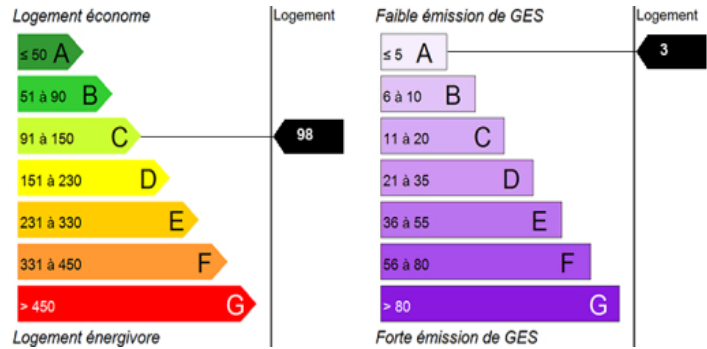 Logement économe
Logement
≤ 50 A
51 à 90 B
91 à 150 C
98
151 à 230 D
231 à 330 E
331 à 450 F
> 450 G
Logement énergivore
Faible émission de GES
Logement
≤ 5 A
3
6 à 10 B
11 à 20 C
21 à 35 D
36 à 55 E
56 à 80 F
> 80 G
Forte émission de GES